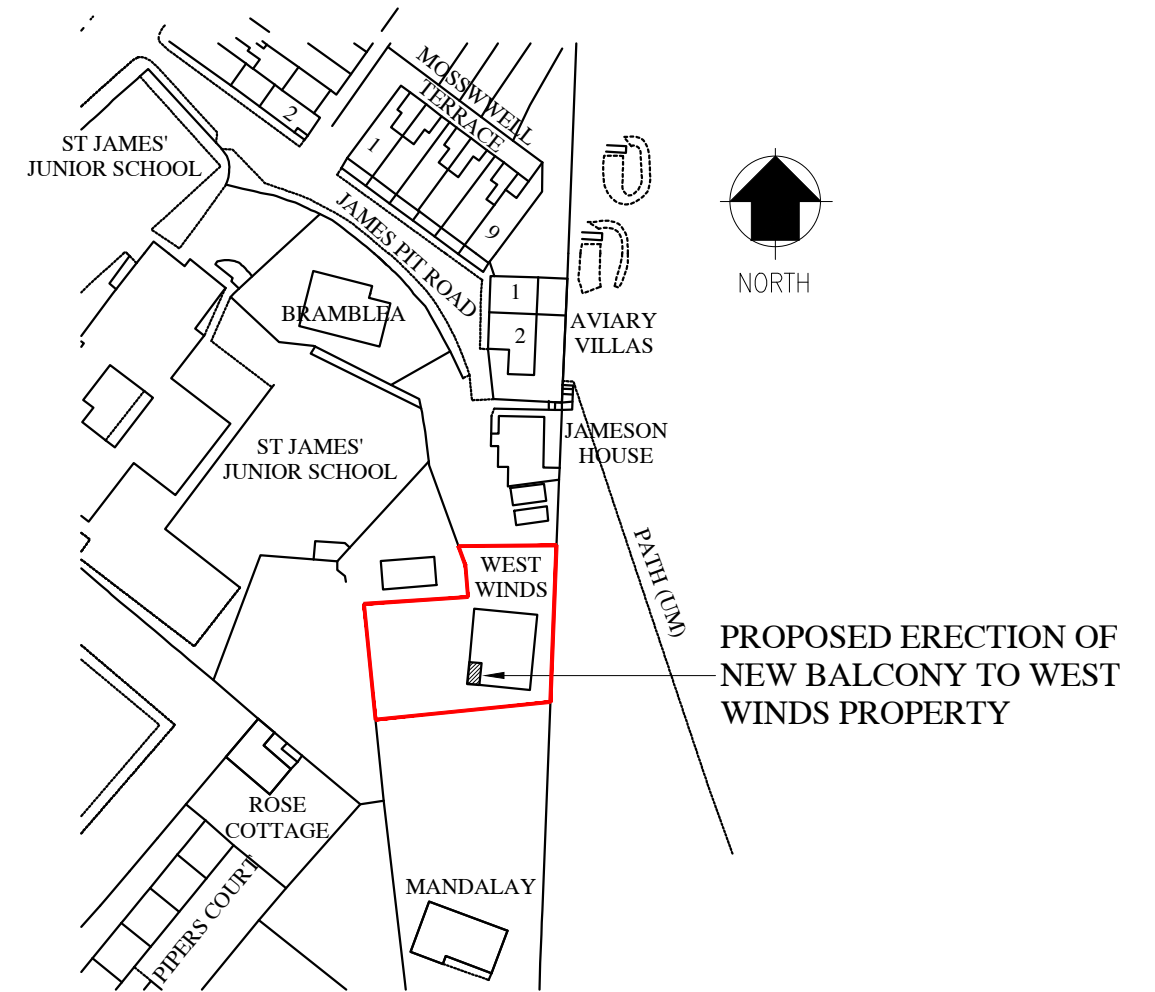 MOSSWWELL
TERRACE
2
1
9
ST JAMES'
JUNIOR SCHOOL
JAMES PIT ROAD
NORTH
BRAMBLEA
1
2
AVIARY
VILLAS
JAMESON
HOUSE
ST JAMES'
JUNIOR SCHOOL
PATH (UM)
WEST
WINDS
PROPOSED ERECTION OF
NEW BALCONY TO WEST
WINDS PROPERTY
ROSE
COTTAGE
PIPERS COURT
MANDALAY